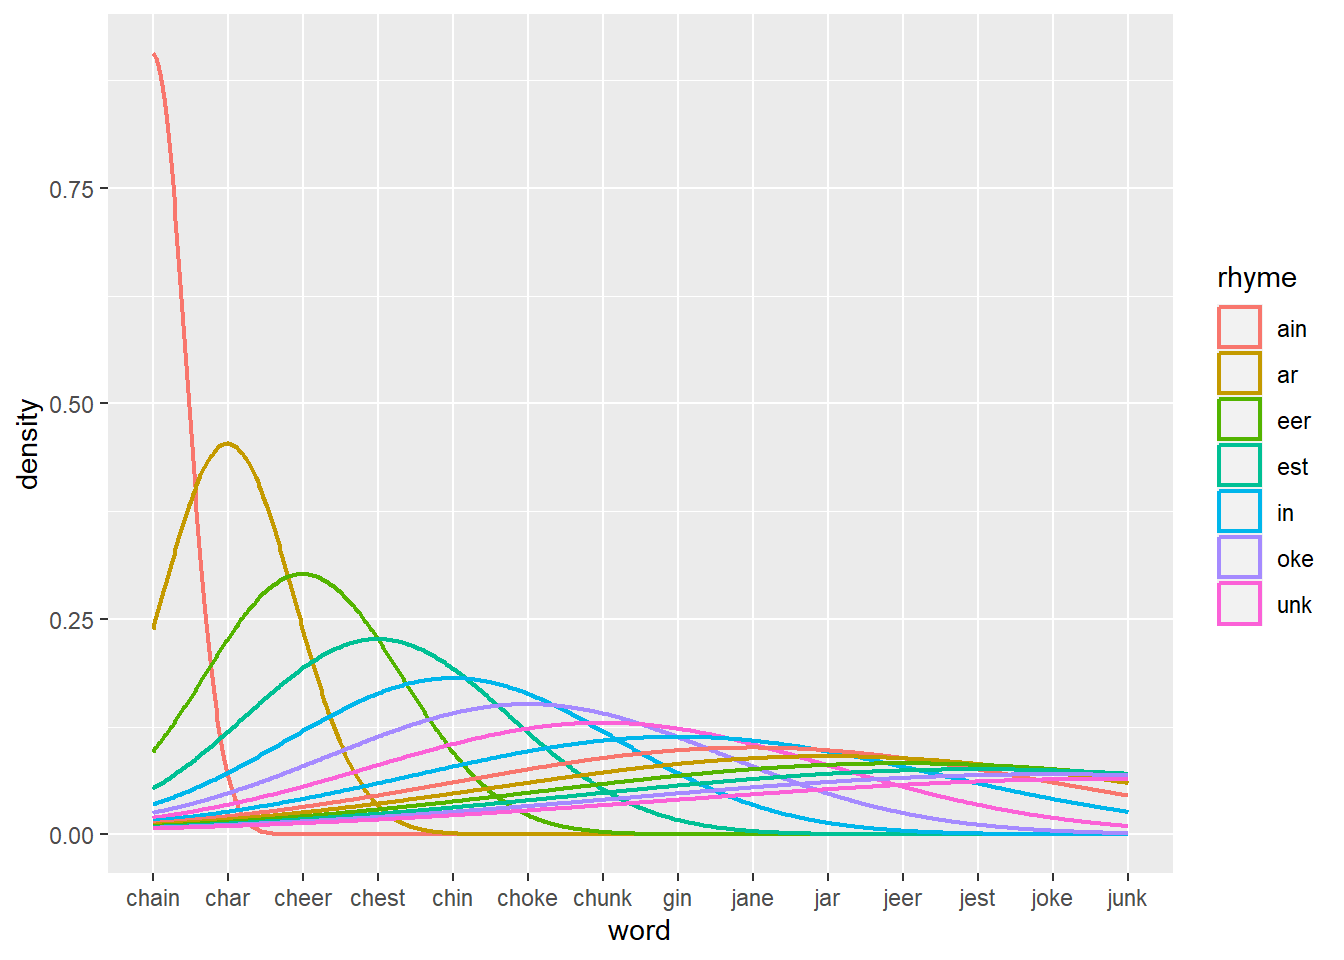 density
0.75
0.50
0.25
0.00
chain char cheer chest chin choke chunk gin jane jar jeer jest joke junk
word
rhyme
ain
ar
eer
est
in
oke
unk